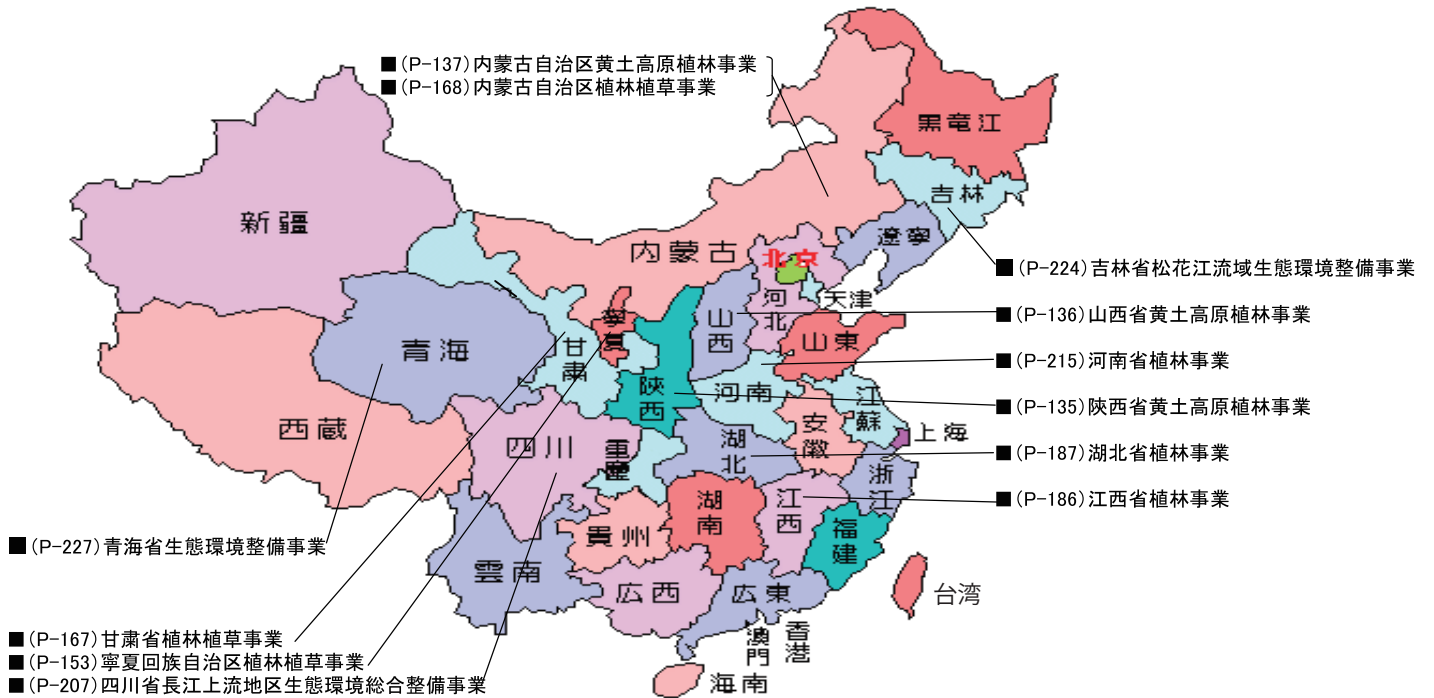 ■(P-137)内蒙古自治区黄土高原植林事業
■(P-168)内蒙古自治区植林植草事業
黒竜江
吉林
遼寧
新疆
内蒙古
北京
■(P-224)吉林省松花江流域生態環境整備事業
天津
河北
■(P-136)山西省黄土高原植林事業
山西
寧夏
山東
青海
甘粛
■(P-215)河南省植林事業
陝西
河南
江蘇
■(P-135)陝西省黄土高原植林事業
西蔵
四川
重慶
安徽
上海
湖北
■(P-187)湖北省植林事業
浙江
江西
■(P-186)江西省植林事業
湖南
貴州
福建
■(P-227)青海省生態環境整備事業
雲南
広西
広東
台湾
香港
澳門
■(P-167)甘粛省植林植草事業
■(P-153)寧夏回族自治区植林植草事業
■(P-207)四川省長江上流地区生態環境総合整備事業
海南